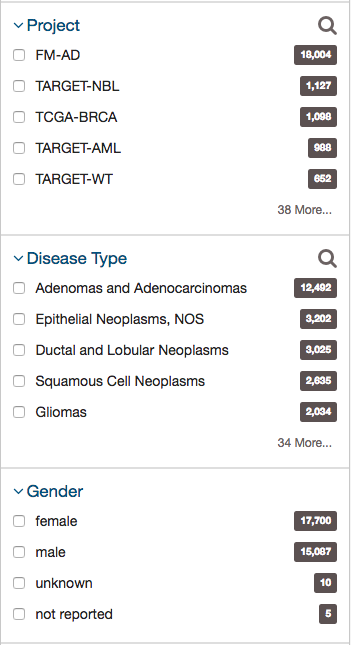 Project
FM-AD 18,004
TARGET-NBL 1,127
TCGA-BRCA 1,098
TARGET-AML 988
TARGET-WT 652
38 More...
Disease Type
Adenomas and Adenocarcinomas 12,492
Epithelial Neoplasms, NOS 3,202
Ductal and Lobular Neoplasms 3,025
Squamous Cell Neoplasms 2,635
Gliomas 2,034
34 More...
Gender
female 17,700
male 15,087
unknown 10
not reported 5